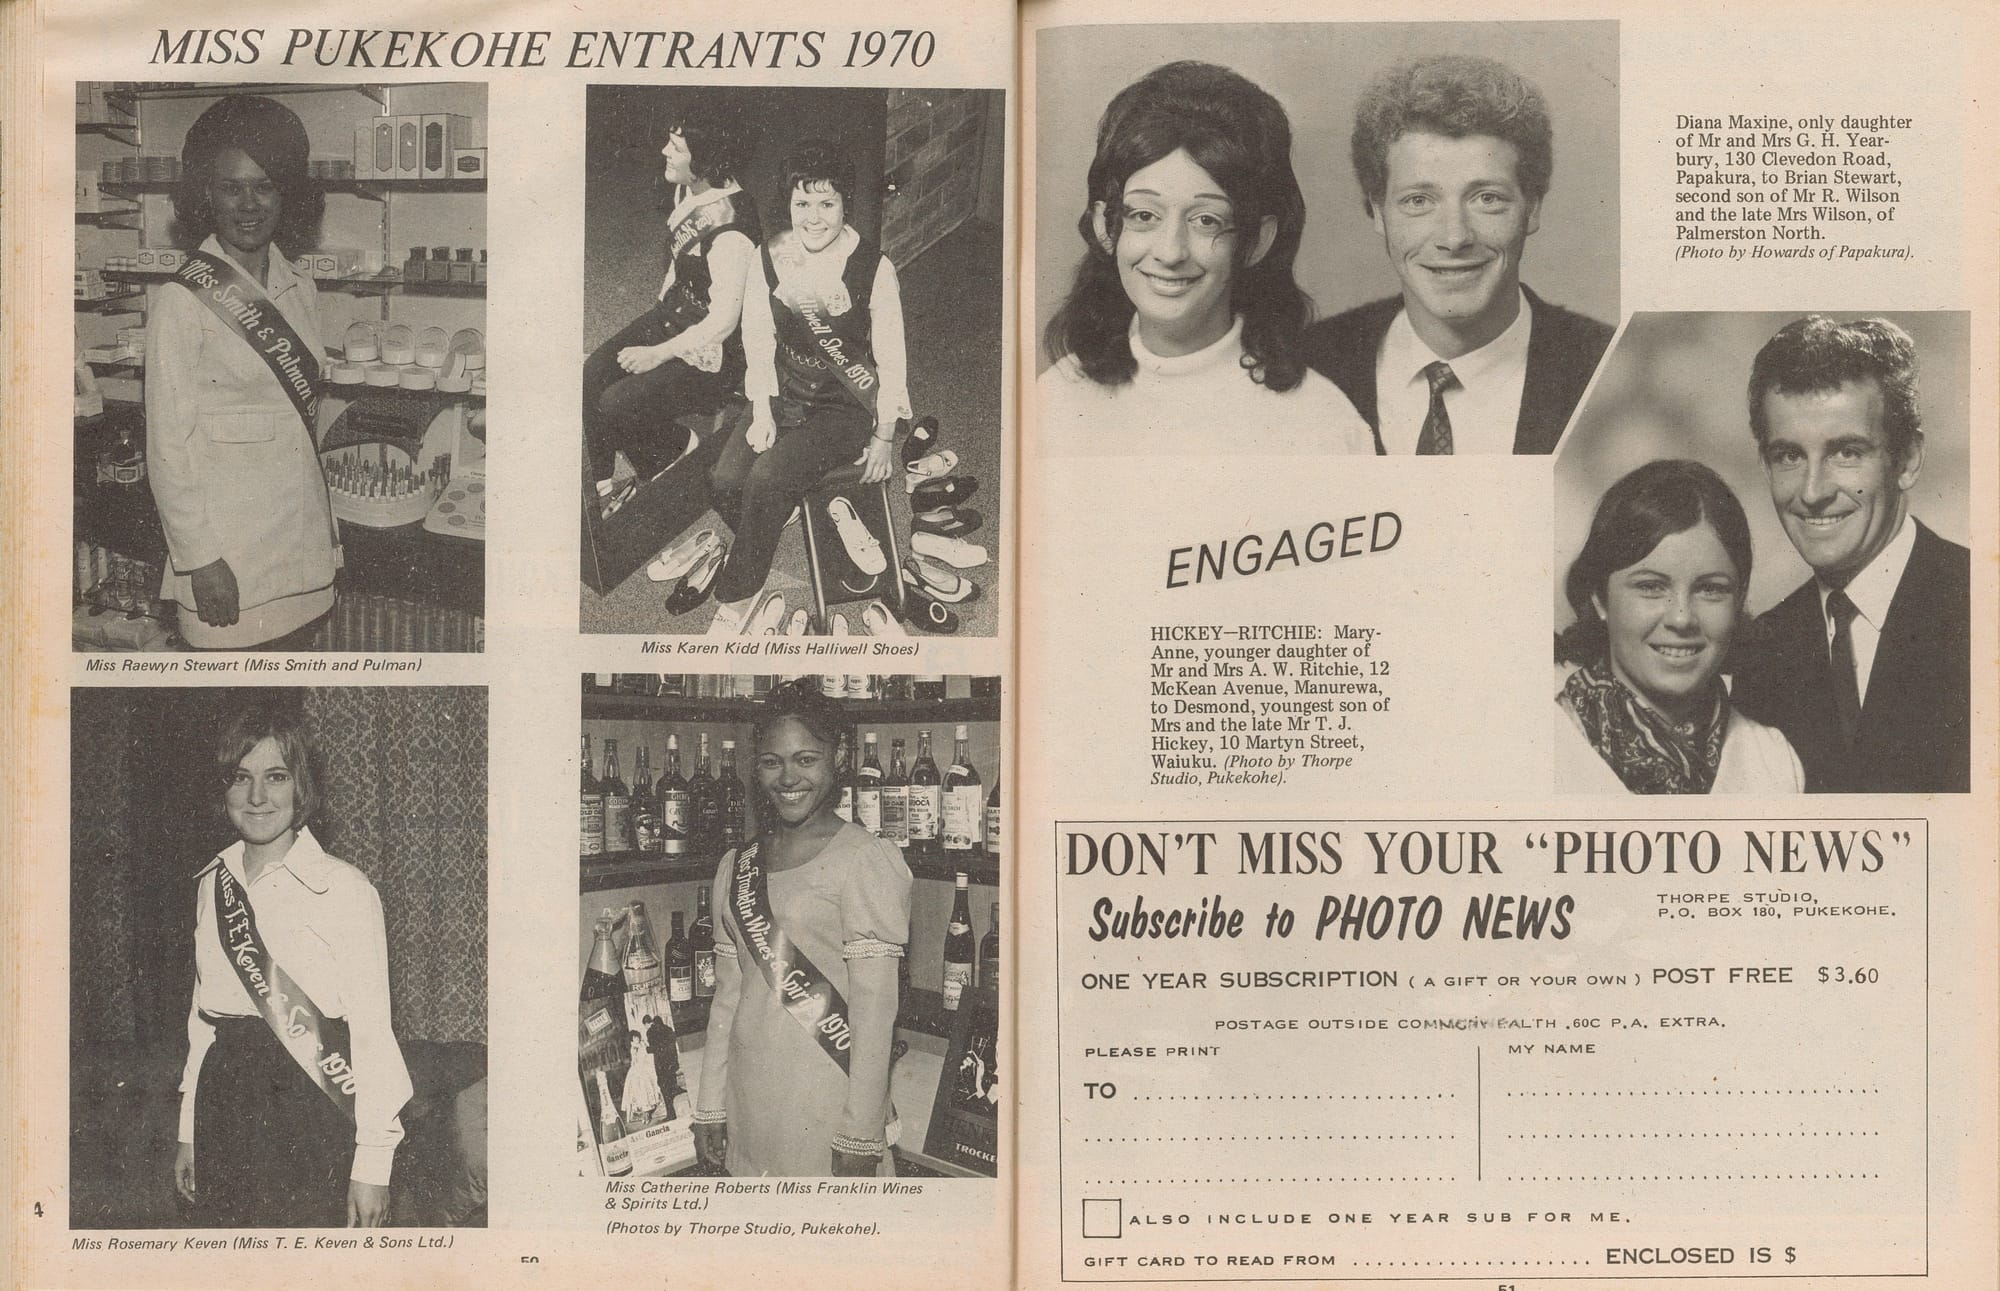 MISS PUKEKOHE ENTRANTS 1970
Miss Smith & Pulman
Miss Raewyn Stewart (Miss Smith and Pulman)
Halliwell Shoes 1970
Miss Karen Kidd (Miss Halliwell Shoes)
Miss T. E. Keven & So 1970
Miss Rosemary Keven (Miss T. E. Keven & Sons Ltd.)
Miss Franklin Wines & Spirits 1970
Gancia
TROCKE
Miss Catherine Roberts (Miss Franklin Wines
& Spirits Ltd.)
(Photos by Thorpe Studio, Pukekohe).
4
50
Diana Maxine, only daughter
of Mr and Mrs G. H. Year-
bury, 130 Clevedon Road,
Papakura, to Brian Stewart,
second son of Mr R. Wilson
and the late Mrs Wilson, of
Palmerston North.
(Photo by Howards of Papakura).
ENGAGED
HICKEY—RITCHIE: Mary-
Anne, younger daughter of
Mr and Mrs A. W. Ritchie, 12
McKean Avenue, Manurewa,
to Desmond, youngest son of
Mrs and the late Mr T. J.
Hickey, 10 Martyn Street,
Waiuku. (Photo by Thorpe
Studio, Pukekohe).
DON'T MISS YOUR “PHOTO NEWS”
Subscribe to PHOTO NEWS
THORPE STUDIO,
P.O. BOX 180, PUKEKOHE.
ONE YEAR SUBSCRIPTION ( A GIFT OR YOUR OWN ) POST FREE $3.60
POSTAGE OUTSIDE COMMONWEALTH .60C P.A. EXTRA.
PLEASE PRINT
MY NAME
TO
ALSO INCLUDE ONE YEAR SUB FOR ME.
GIFT CARD TO READ FROM .................... ENCLOSED IS $
51